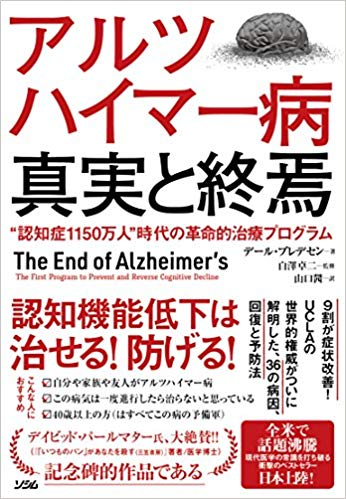 アルツ
ハイマー病
真実と終焉
“認知症1150万人”時代の革命的治療プログラム
The End of Alzheimer's
The First Program to Prevent and Reverse Cognitive Decline
デール・ブレデセン 著
白澤卓二 監修
山口茜 訳
認知機能低下は
治せる!防げる!
9割が症状改善!
UCLAの
世界的権威がついに
解明した、36の病因、
回復と予防法
こんな人に
おすすめ
自分や家族や友人がアルツハイマー病
この病気は一度進行したら治らないと思っている
40歳以上の方(はすべてこの病の予備軍)
デイビッド・パールマター氏、大絶賛!!
(『「いつものパン」があなたを殺す(三笠書房)』著者/医学博士)
記念碑的作品である
全米で
話題沸騰
現代医学の常識を打ち破る
衝撃のベストセラー
日本上陸!
ソシム